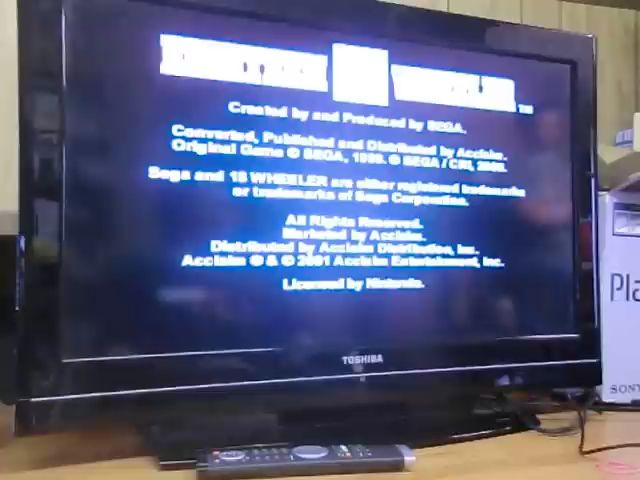 Created by and Produced by SEGA.
Converted, Published and Distributed by Acclaim.
Original Game © SEGA, 1999. © SEGA / CRI, 2000.
Sega and 18 WHEELER are either registered trademarks
or trademarks of Sega Corporation.
All Rights Reserved.
Marketed by Acclaim.
Distributed by Acclaim Distribution, Inc.
Acclaim ® & © 2001 Acclaim Entertainment, Inc.
Licensed by Nintendo.
TOSHIBA
Pla
SONY